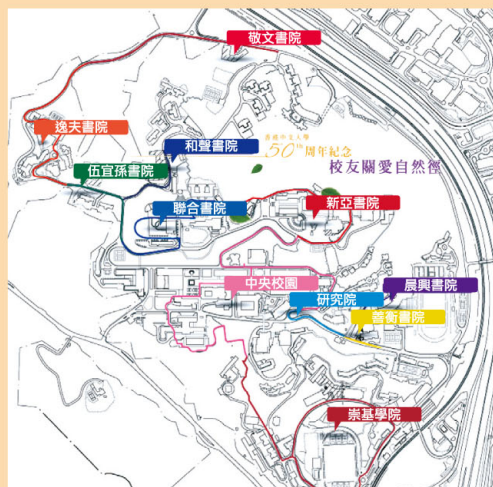 敬文書院
逸夫書院
和聲書院
香港中文大學
50th 周年紀念
校友關愛自然徑
伍宜孫書院
聯合書院
新亞書院
中央校園
研究院
晨興書院
善衡書院
崇基學院